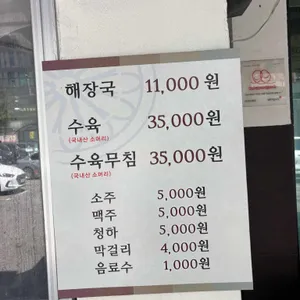 해장국 11,000원
수육 35,000원
(국내산 소머리)
수육무침 35,000원
(국내산 소머리)
소주 5,000원
맥주 5,000원
청하 5,000원
막걸리 4,000원
음료수 1,000원